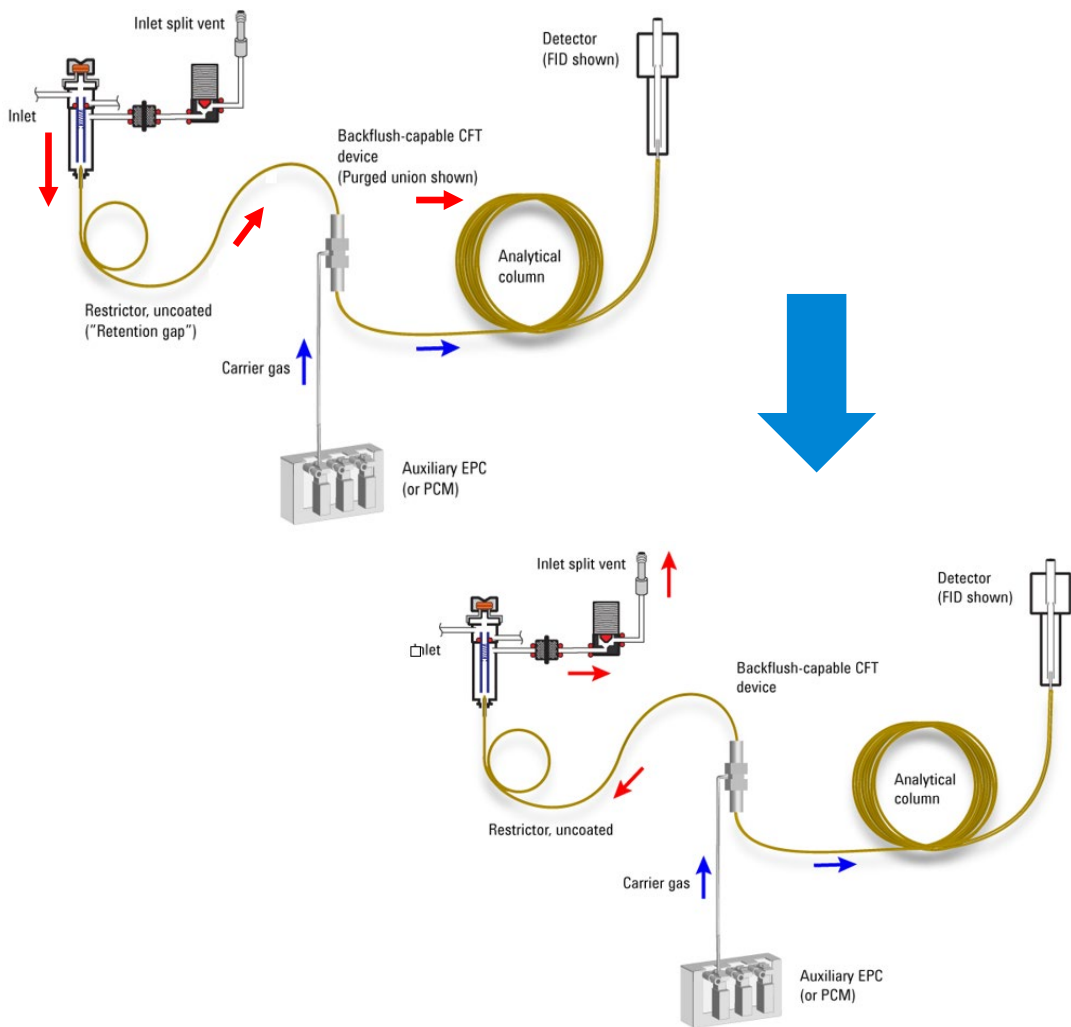 Inlet split vent
Detector
(FID shown)
Inlet
Backflush-capable CFT
device
(Purged union shown)
Analytical
column
Restrictor, uncoated
("Retention gap")
Carrier gas
Auxiliary EPC
(or PCM)
Inlet split vent
Detector
(FID shown)
nlet
Backflush-capable CFT
device
Analytical
column
Restrictor, uncoated
Carrier gas
Auxiliary EPC
(or PCM)